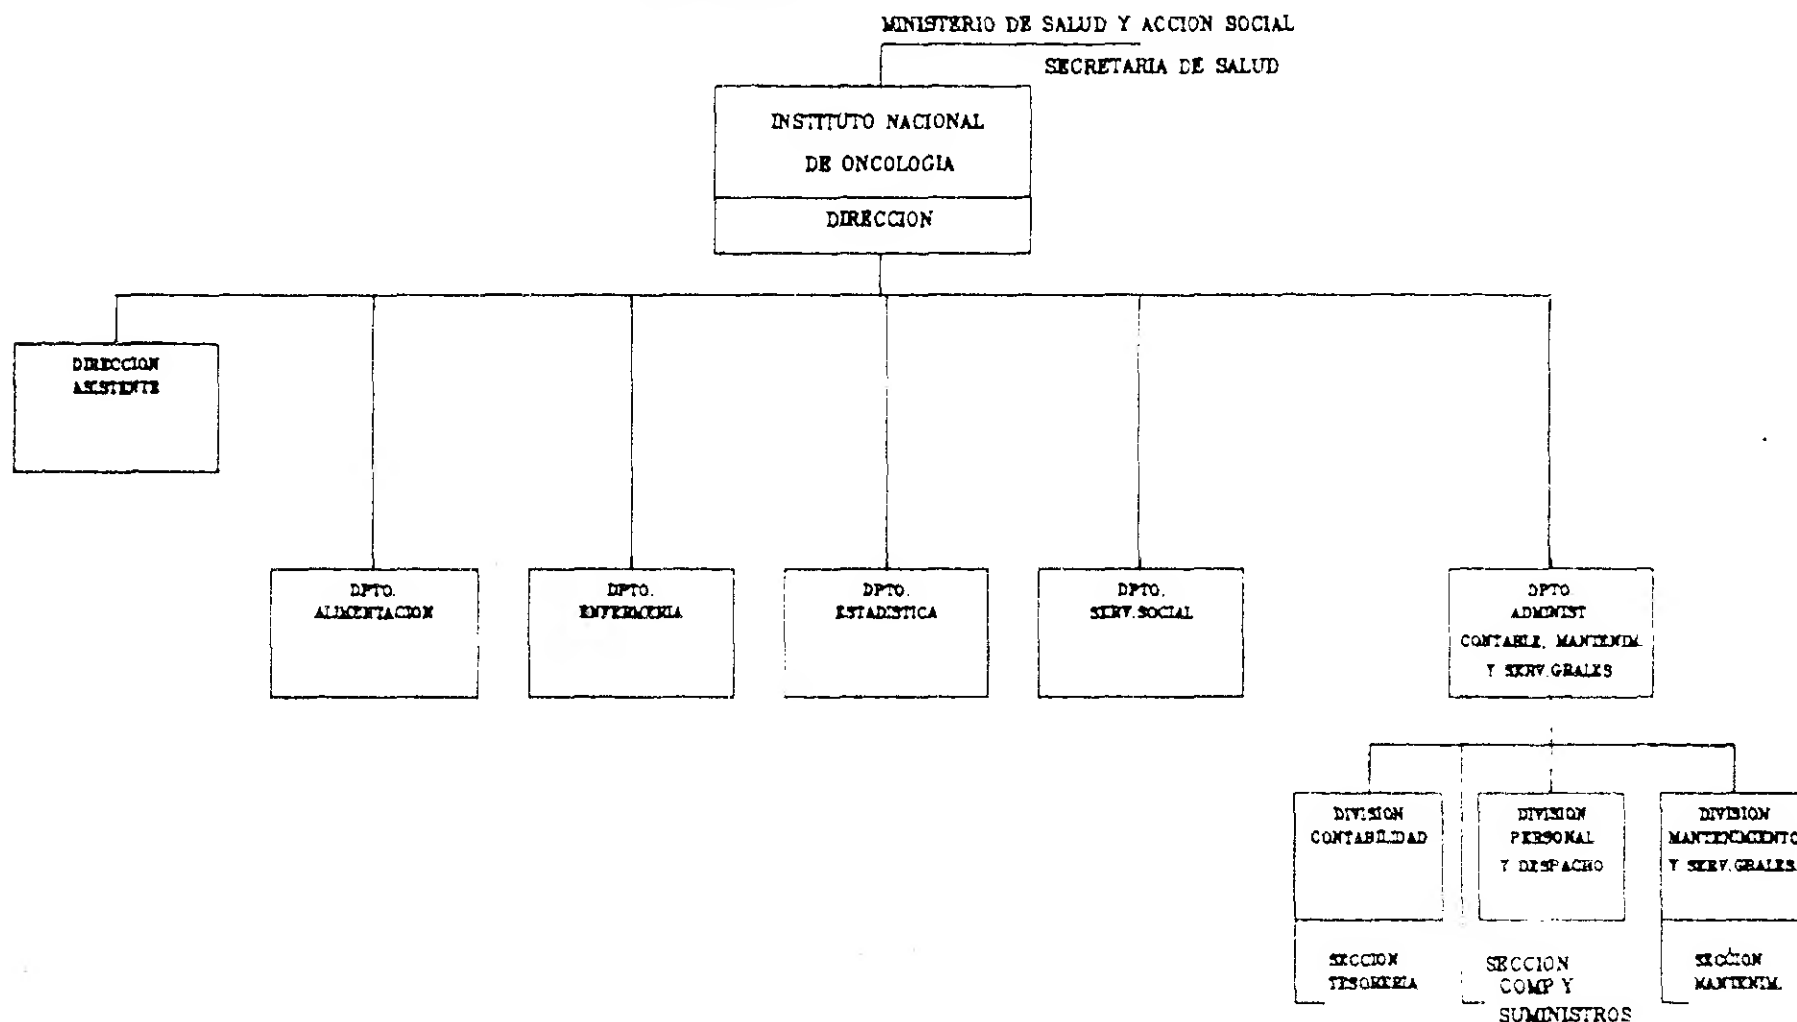 MINISTERIO DE SALUD Y ACCION SOCIAL
SECRETARIA DE SALUD
INSTITUTO NACIONAL
DE ONCOLOGIA
DIRECCION
DIRECCION
ASISTENTE
DPTO.
ALIMENTACION
DPTO.
ENFERMERIA
DPTO.
ESTADISTICA
DPTO.
SERV.SOCIAL
DPTO
ADMINIST
CONTABLE, MANTENIM.
Y SERV.GRALES
DIVISION
CONTABILIDAD
DIVISION
PERSONAL
Y DESPACHO
DIVISION
MANTENIMIENTO
Y SERV.GRALES.
SECCION
TESORERIA
SECCION
COMP Y
SUMINISTROS
SECCION
MANTENIM.